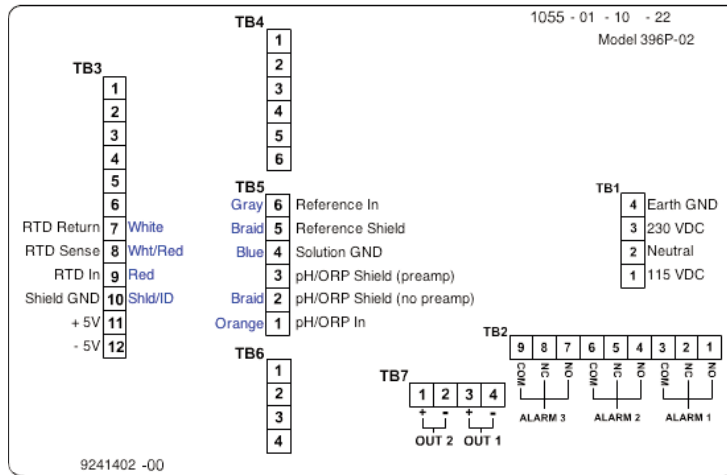 1055 - 01 - 10 - 22
Model 396P-02
TB4
1
2
3
4
5
6
TB3
1
2
3
4
5
6
RTD Return 7 White
RTD Sense 8 Wht/Red
RTD In 9 Red
Shield GND 10 Shld/ID
+ 5V 11
- 5V 12
TB5
Gray 6 Reference In
Braid 5 Reference Shield
Blue 4 Solution GND
3 pH/ORP Shield (preamp)
Braid 2 pH/ORP Shield (no preamp)
Orange 1 pH/ORP In
TB1
4 Earth GND
3 230 VDC
2 Neutral
1 115 VDC
TB6
1
2
3
4
TB2
9 8 7 6 5 4 3 2 1
COM NC NO COM NC NO COM NC NO
ALARM 3 ALARM 2 ALARM 1
TB7
1 2 3 4
+ - + -
OUT 2 OUT 1
9241402 -00